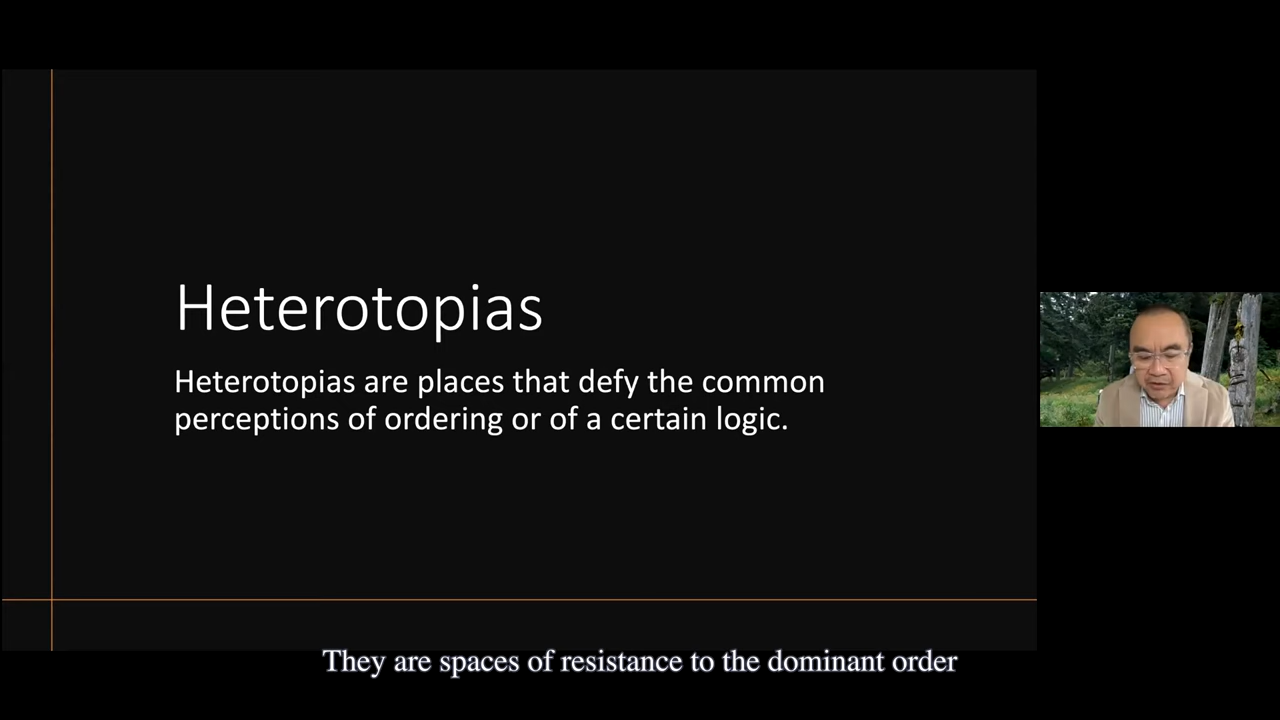 Heterotopias
Heterotopias are places that defy the common
perceptions of ordering or of a certain logic.
They are spaces of resistance to the dominant order